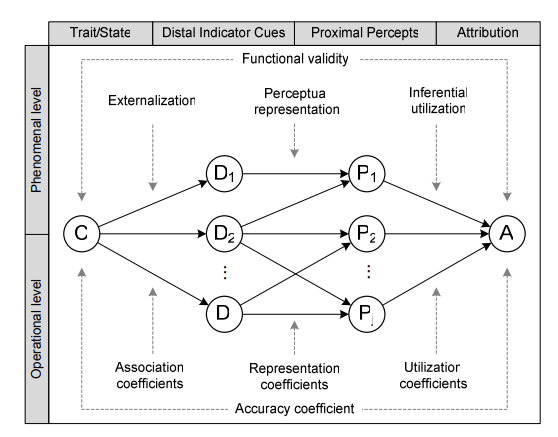 Trait/State Distal Indicator Cues Proximal Percepts Attribution
Phenomenal level
Functional validity
Externalization
Perceptua
representation
Inferential
utilization
D1 P1
C D2 P2 A
⋮ ⋮
D P
Operational level
Association
coefficients
Representation
coefficients
Utilization
coefficients
Accuracy coefficient